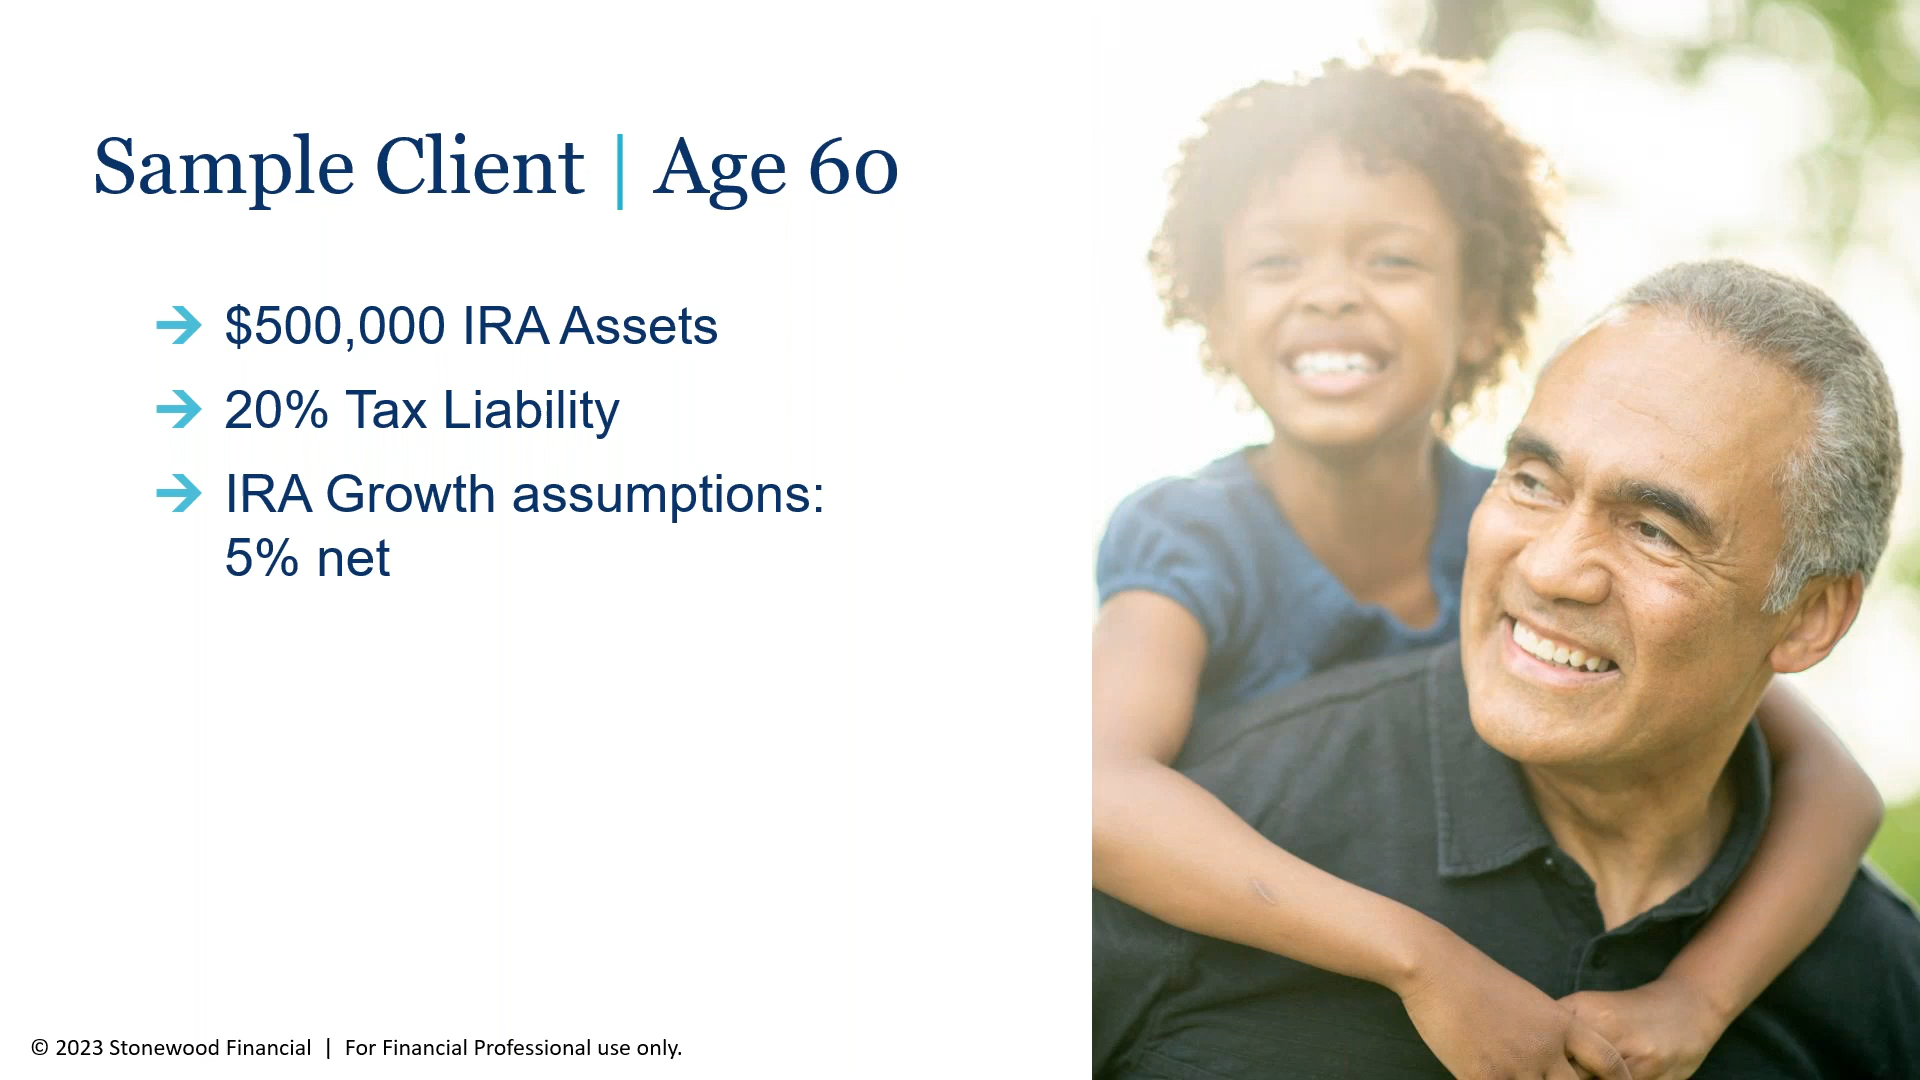 Sample Client | Age 60
→ $500,000 IRA Assets
→ 20% Tax Liability
→ IRA Growth assumptions:
5% net
© 2023 Stonewood Financial | For Financial Professional use only.